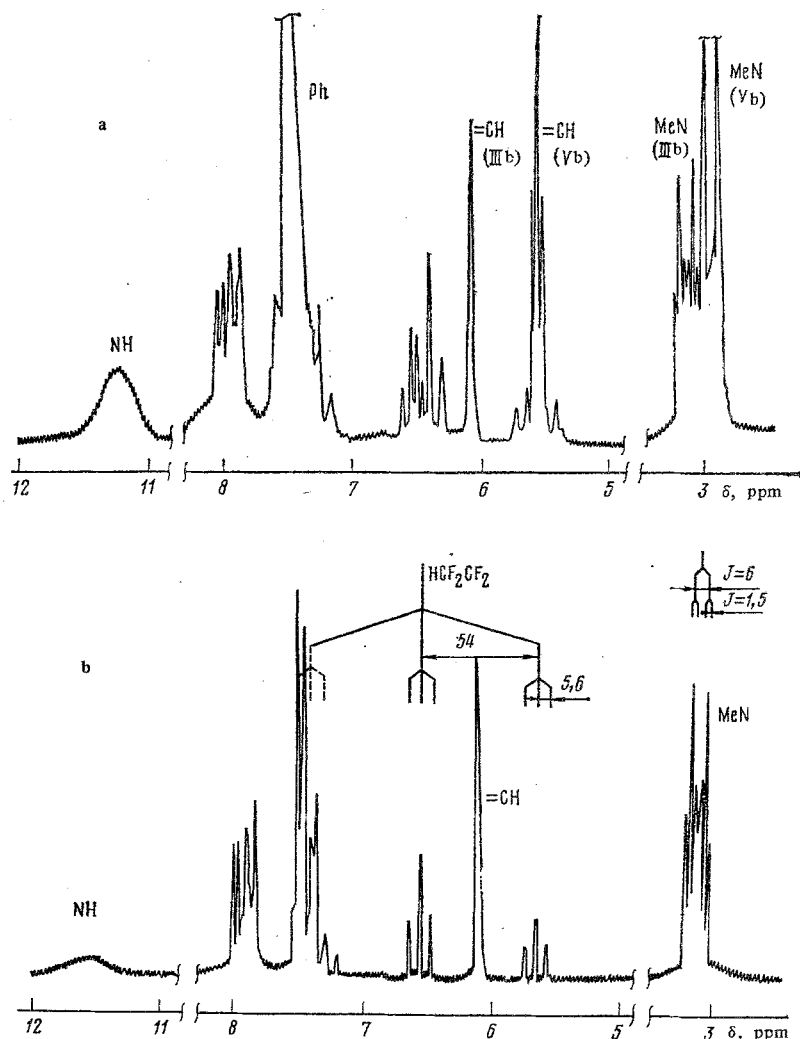 a
Ph
=CH
(IIIb)
=CH
(Vb)
MeN
(IIIb)
MeN
(Vb)
NH
12 11 8 7 6 5 3 δ, ppm
b
HCF₂CF₂
54
5,6
J=6
J=1,5
=CH
MeN
NH
12 11 8 7 6 5 3 δ, ppm